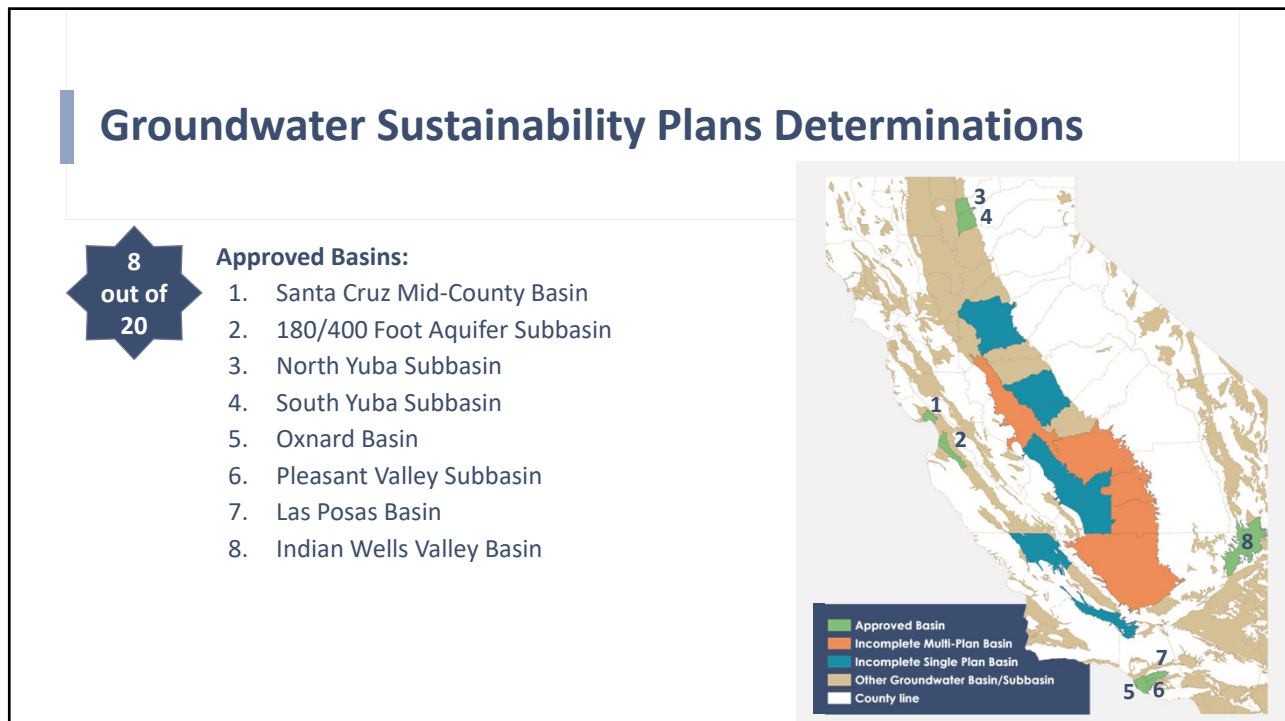 Groundwater Sustainability Plans Determinations
8
out of
20
Approved Basins:
1. Santa Cruz Mid-County Basin
2. 180/400 Foot Aquifer Subbasin
3. North Yuba Subbasin
4. South Yuba Subbasin
5. Oxnard Basin
6. Pleasant Valley Subbasin
7. Las Posas Basin
8. Indian Wells Valley Basin
3
4
1
2
8
7
5
6
Approved Basin
Incomplete Multi-Plan Basin
Incomplete Single Plan Basin
Other Groundwater Basin/Subbasin
County line